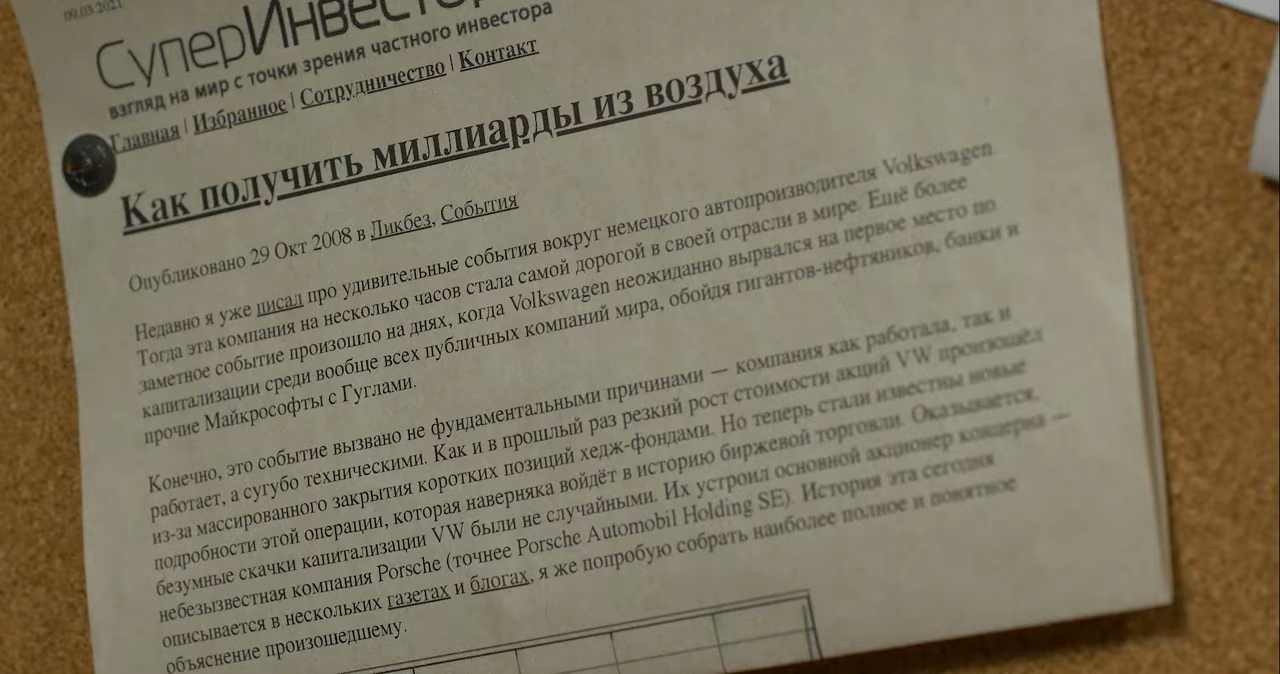 09.03.2021
СуперИнвестор
взгляд на мир с точки зрения частного инвестора
Главная | Избранное | Сотрудничество | Контакт
Как получить миллиарды из воздуха
Опубликовано 29 Окт 2008 в Ликбез, События
Недавно я уже писал про удивительные события вокруг немецкого автопроизводителя Volkswagen.
Тогда эта компания на несколько часов стала самой дорогой в своей отрасли в мире. Ещё более
заметное событие произошло на днях, когда Volkswagen неожиданно вырвался на первое место по
капитализации среди вообще всех публичных компаний мира, обойдя гигантов-нефтяников, банки и
прочие Майкрософты с Гуглами.
Конечно, это событие вызвано не фундаментальными причинами — компания как работала, так и
работает, а сугубо техническими. Как и в прошлый раз резкий рост стоимости акций VW произошёл
из-за массированного закрытия коротких позиций хедж-фондами. Но теперь стали известны новые
подробности этой операции, которая наверняка войдёт в историю биржевой торговли. Оказывается,
безумные скачки капитализации VW были не случайными. Их устроил основной акционер концерна —
небезызвестная компания Porsche (точнее Porsche Automobil Holding SE). История эта сегодня
описывается в нескольких газетах и блогах, я же попробую собрать наиболее полное и понятное
объяснение произошедшему.